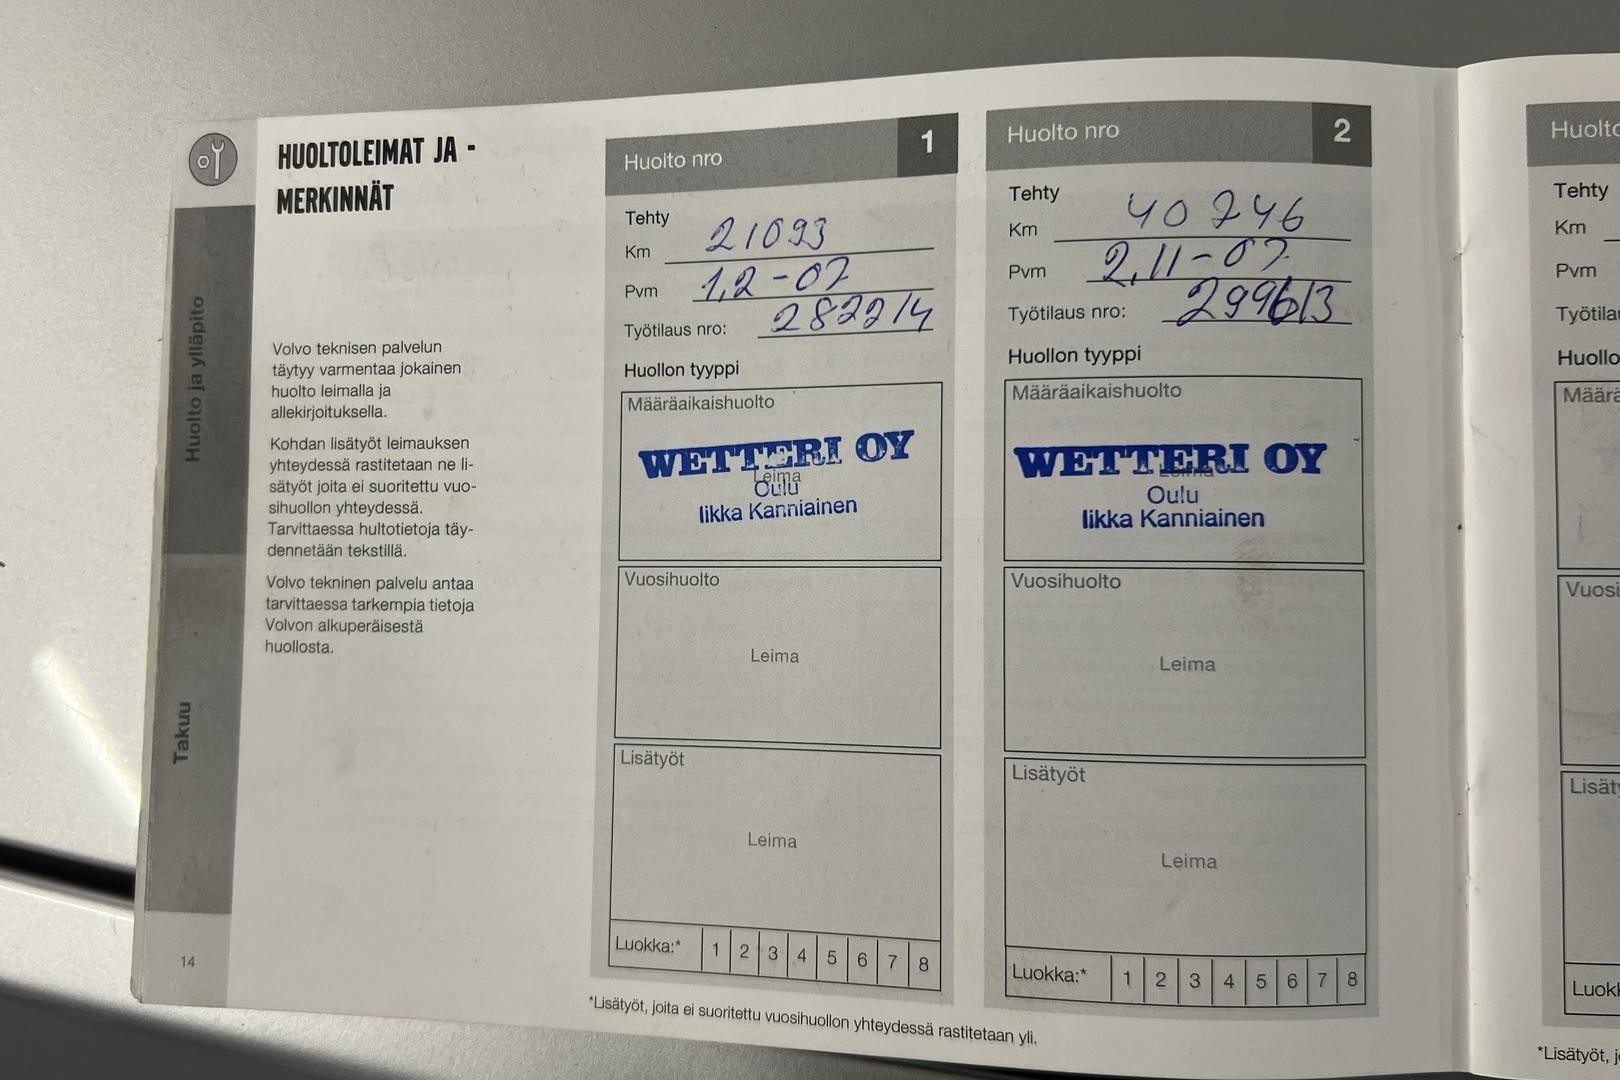 HUOLTOLEIMAT JA -
MERKINNÄT
Huolto ja ylläpito
Takuu
Volvo teknisen palvelun
täytyy varmentaa jokainen
huolto leimalla ja
allekirjoituksella.
Kohdan lisätyöt leimauksen
yhteydessä rastitetaan ne li-
sätyöt joita ei suoritettu vuo-
sihuollon yhteydessä.
Tarvittaessa hultotietoja täy-
dennetään tekstillä.
Volvo tekninen palvelu antaa
tarvittaessa tarkempia tietoja
Volvon alkuperäisestä
huollosta.
14
Huolto nro 1
Tehty
Km 21093
Pvm 1,2-07
Työtilaus nro: 282214
Huollon tyyppi
Määräaikaishuolto
WETTERI OY
Leima
Oulu
Iikka Kanniainen
Vuosihuolto
Leima
Lisätyöt
Leima
Luokka:* 1 2 3 4 5 6 7 8
Huolto nro 2
Tehty
Km 40246
Pvm 2,11-07
Työtilaus nro: 299613
Huollon tyyppi
Määräaikaishuolto
WETTERI OY
Leima
Oulu
Iikka Kanniainen
Vuosihuolto
Leima
Lisätyöt
Leima
Luokka:* 1 2 3 4 5 6 7 8
*Lisätyöt, joita ei suoritettu vuosihuollon yhteydessä rastitetaan yli.
Tehty
Km
Pvm
*Lisätyöt,